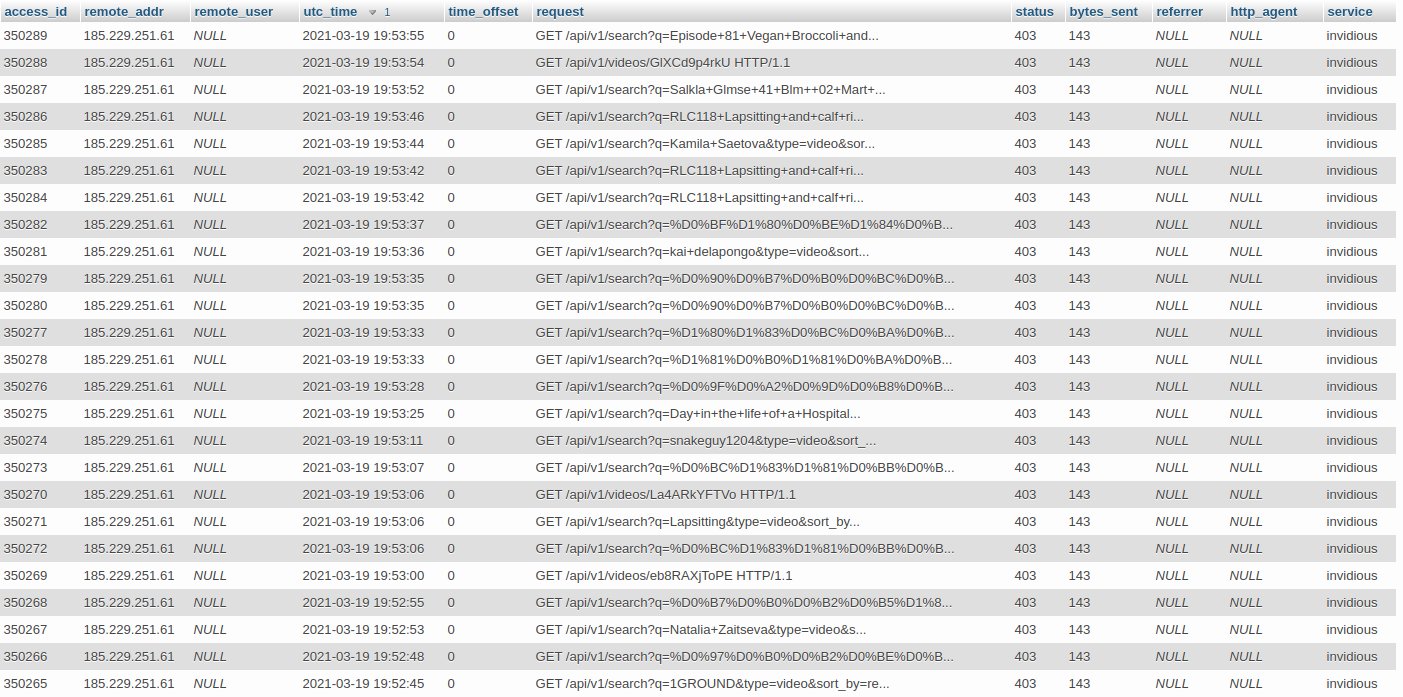 access_id remote_addr remote_user utc_time 1 time_offset request status bytes_sent referrer http_agent service
350289 185.229.251.61 NULL 2021-03-19 19:53:55 0 GET /api/v1/search?q=Episode+81+Vegan+Broccoli+and... 403 143 NULL NULL invidious
350288 185.229.251.61 NULL 2021-03-19 19:53:54 0 GET /api/v1/videos/GlXCd9p4rkU HTTP/1.1 403 143 NULL NULL invidious
350287 185.229.251.61 NULL 2021-03-19 19:53:52 0 GET /api/v1/search?q=Salkla+Glmse+41+Blm++02+Mart+... 403 143 NULL NULL invidious
350286 185.229.251.61 NULL 2021-03-19 19:53:46 0 GET /api/v1/search?q=RLC118+Lapsitting+and+calf+ri... 403 143 NULL NULL invidious
350285 185.229.251.61 NULL 2021-03-19 19:53:44 0 GET /api/v1/search?q=Kamila+Saetova&type=video&sor... 403 143 NULL NULL invidious
350283 185.229.251.61 NULL 2021-03-19 19:53:42 0 GET /api/v1/search?q=RLC118+Lapsitting+and+calf+ri... 403 143 NULL NULL invidious
350284 185.229.251.61 NULL 2021-03-19 19:53:42 0 GET /api/v1/search?q=RLC118+Lapsitting+and+calf+ri... 403 143 NULL NULL invidious
350282 185.229.251.61 NULL 2021-03-19 19:53:37 0 GET /api/v1/search?q=%D0%BF%D1%80%D0%BE%D1%84%D0%B... 403 143 NULL NULL invidious
350281 185.229.251.61 NULL 2021-03-19 19:53:36 0 GET /api/v1/search?q=kai+delapongo&type=video&sort... 403 143 NULL NULL invidious
350279 185.229.251.61 NULL 2021-03-19 19:53:35 0 GET /api/v1/search?q=%D0%90%D0%B7%D0%B0%D0%BC%D0%B... 403 143 NULL NULL invidious
350280 185.229.251.61 NULL 2021-03-19 19:53:35 0 GET /api/v1/search?q=%D0%90%D0%B7%D0%B0%D0%BC%D0%B... 403 143 NULL NULL invidious
350277 185.229.251.61 NULL 2021-03-19 19:53:33 0 GET /api/v1/search?q=%D1%80%D1%83%D0%BC%D0%BA%D0%B... 403 143 NULL NULL invidious
350278 185.229.251.61 NULL 2021-03-19 19:53:33 0 GET /api/v1/search?q=%D1%81%D0%B0%D1%81%D0%BA%D0%B... 403 143 NULL NULL invidious
350276 185.229.251.61 NULL 2021-03-19 19:53:28 0 GET /api/v1/search?q=%D0%9F%D0%A2%D0%9D%D0%B8%D0%B... 403 143 NULL NULL invidious
350275 185.229.251.61 NULL 2021-03-19 19:53:25 0 GET /api/v1/search?q=Day+in+the+life+of+a+Hospital... 403 143 NULL NULL invidious
350274 185.229.251.61 NULL 2021-03-19 19:53:11 0 GET /api/v1/search?q=snakeguy1204&type=video&sort_... 403 143 NULL NULL invidious
350273 185.229.251.61 NULL 2021-03-19 19:53:07 0 GET /api/v1/search?q=%D0%BC%D1%83%D1%81%D0%BB%D0%B... 403 143 NULL NULL invidious
350270 185.229.251.61 NULL 2021-03-19 19:53:06 0 GET /api/v1/videos/La4ARkYFTVo HTTP/1.1 403 143 NULL NULL invidious
350271 185.229.251.61 NULL 2021-03-19 19:53:06 0 GET /api/v1/search?q=Lapsitting&type=video&sort_by... 403 143 NULL NULL invidious
350272 185.229.251.61 NULL 2021-03-19 19:53:06 0 GET /api/v1/search?q=%D0%BC%D1%83%D1%81%D0%BB%D0%B... 403 143 NULL NULL invidious
350269 185.229.251.61 NULL 2021-03-19 19:53:00 0 GET /api/v1/videos/eb8RAXjToPE HTTP/1.1 403 143 NULL NULL invidious
350268 185.229.251.61 NULL 2021-03-19 19:52:55 0 GET /api/v1/search?q=%D0%B7%D0%B0%D0%B2%D0%B5%D1%8... 403 143 NULL NULL invidious
350267 185.229.251.61 NULL 2021-03-19 19:52:53 0 GET /api/v1/search?q=Natalia+Zaitseva&type=video&s... 403 143 NULL NULL invidious
350266 185.229.251.61 NULL 2021-03-19 19:52:48 0 GET /api/v1/search?q=%D0%97%D0%B0%D0%B2%D0%BE%D0%B... 403 143 NULL NULL invidious
350265 185.229.251.61 NULL 2021-03-19 19:52:45 0 GET /api/v1/search?q=1GROUND&type=video&sort_by=re... 403 143 NULL NULL invidious